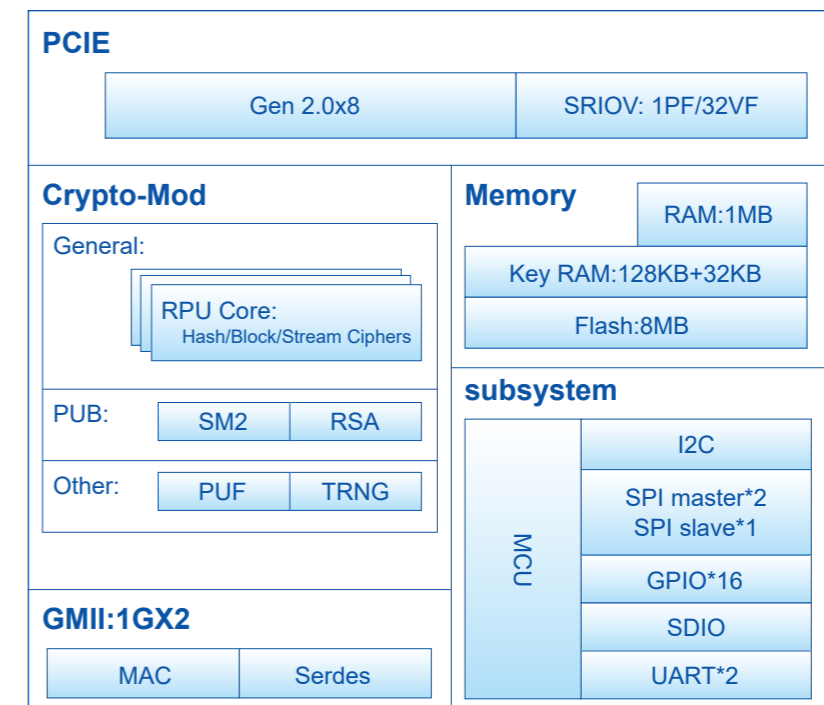 PCIE
Gen 2.0x8
SRIOV: 1PF/32VF
Crypto-Mod
General:
RPU Core:
Hash/Block/Stream Ciphers
PUB:
SM2
RSA
Other:
PUF
TRNG
GMII:1GX2
MAC
Serdes
Memory
RAM:1MB
Key RAM:128KB+32KB
Flash:8MB
subsystem
MCU
I2C
SPI master*2
SPI slave*1
GPIO*16
SDIO
UART*2